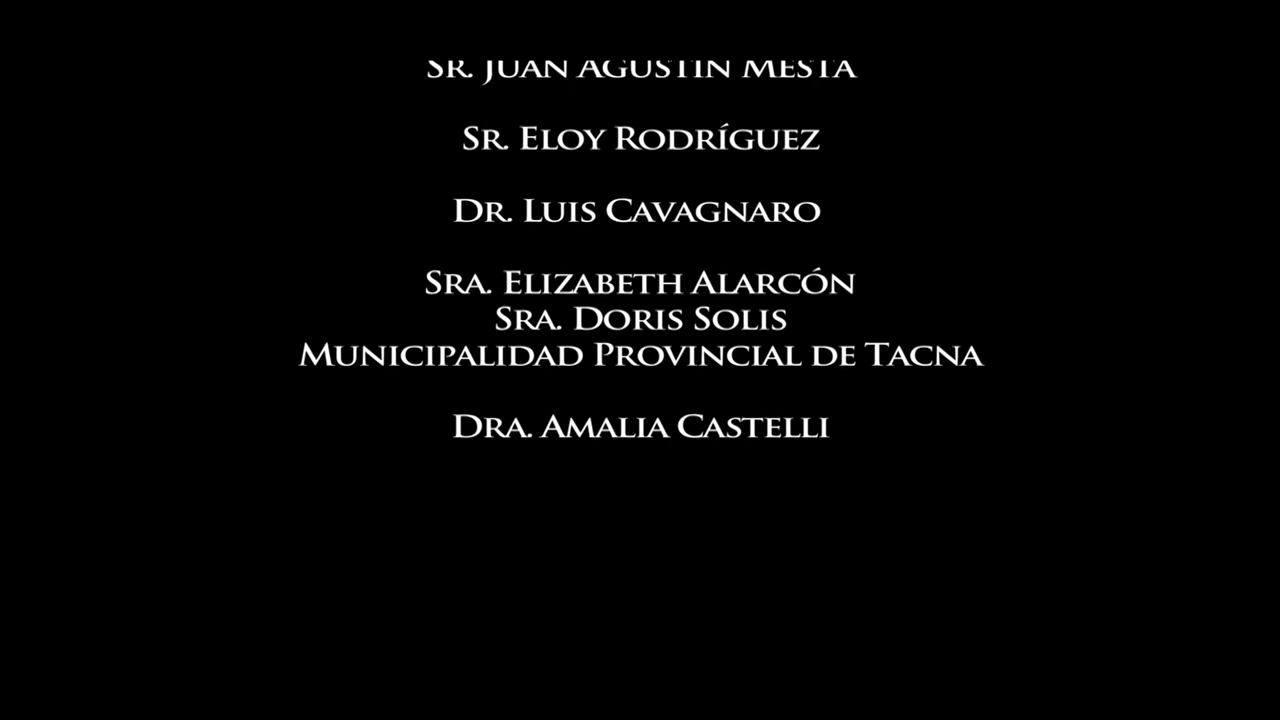 Sr. Juan Agustin Mesta
Sr. Eloy Rodríguez
Dr. Luis Cavagnaro
Sra. Elizabeth Alarcón
Sra. Doris Solis
Municipalidad Provincial de Tacna
Dra. Amalia Castelli